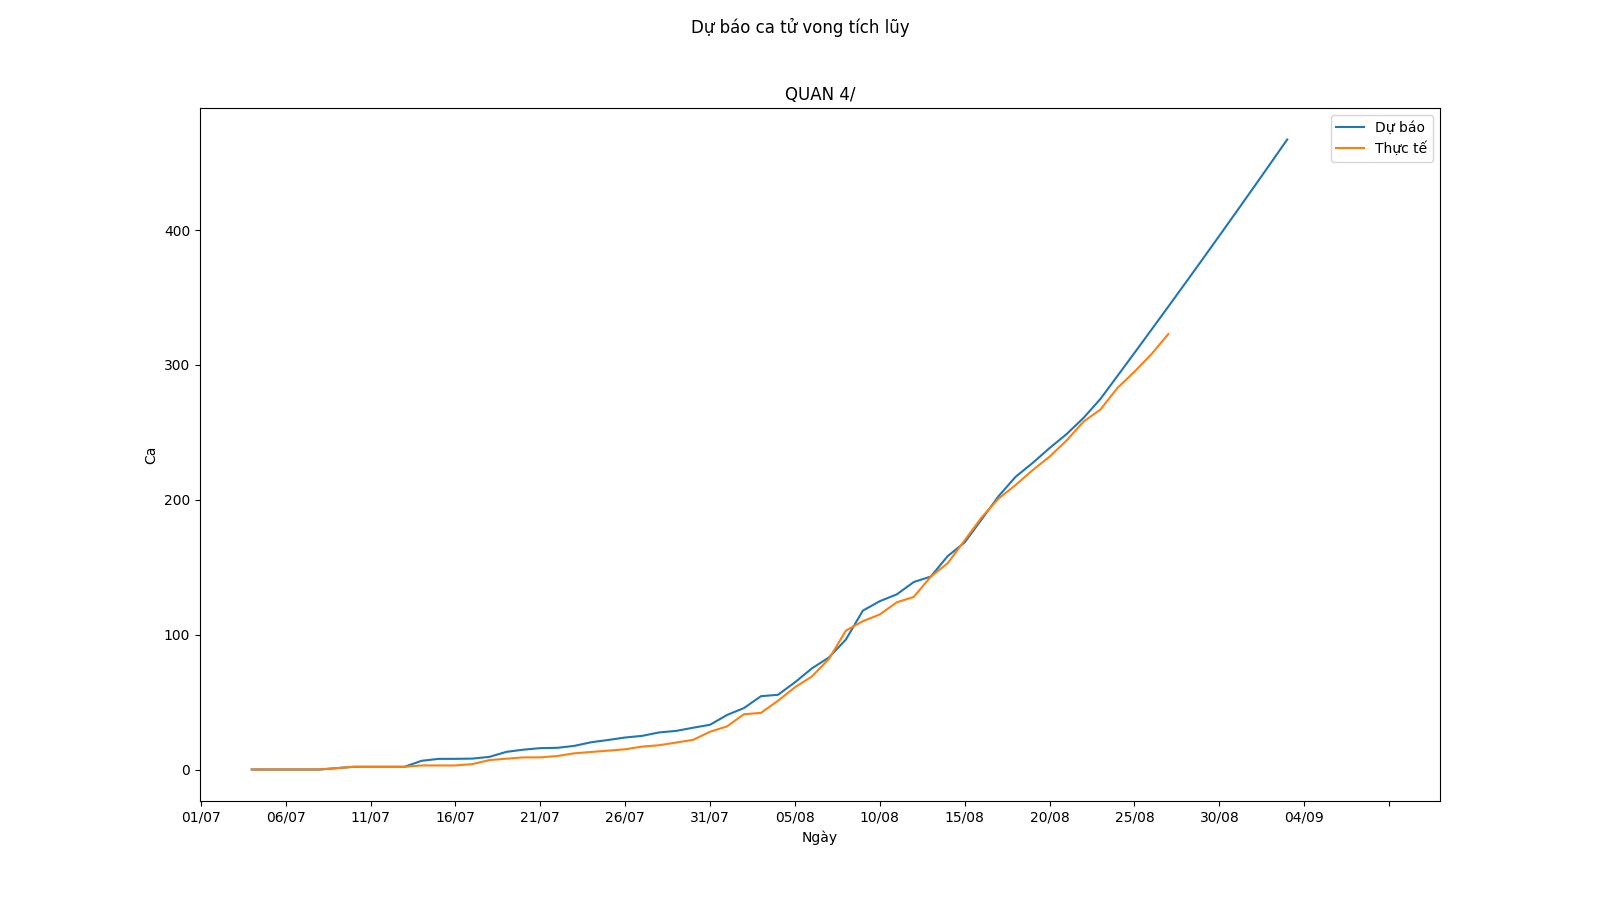 Dự báo ca tử vong tích lũy
QUAN 4/
Dự báo
Thực tế
400
300
200
100
0
Ca
01/07 06/07 11/07 16/07 21/07 26/07 31/07 05/08 10/08 15/08 20/08 25/08 30/08 04/09
Ngày